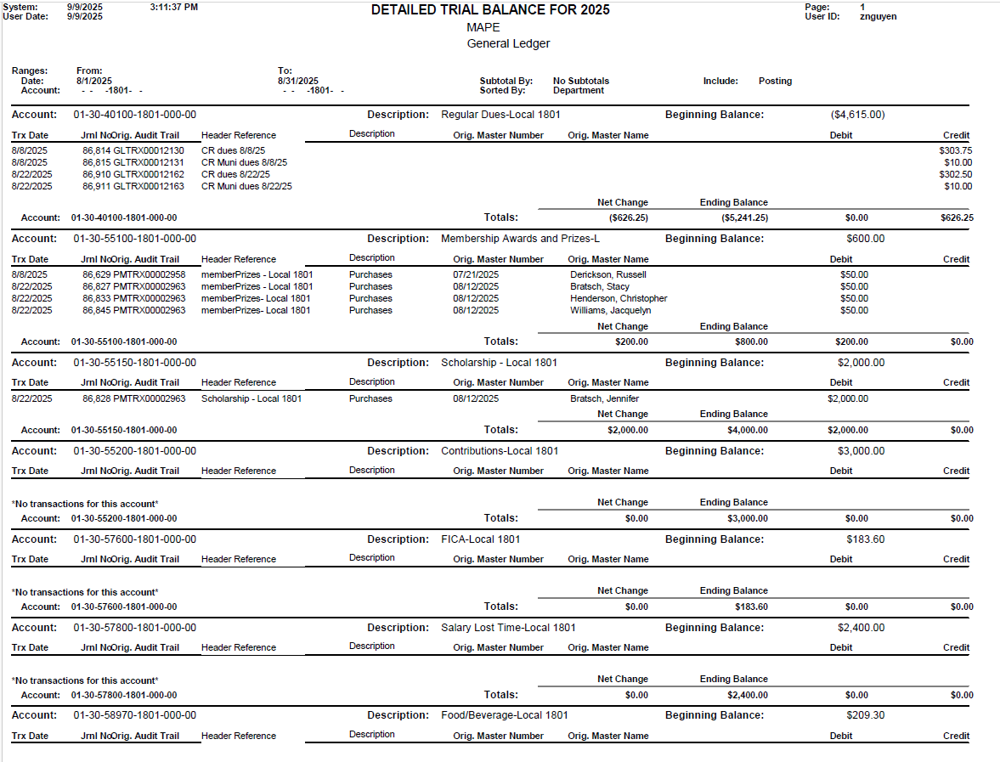 System: 9/9/2025 3:11:37 PM DETAILED TRIAL BALANCE FOR 2025 Page: 1
User Date: 9/9/2025 MAPE User ID: znguyen
General Ledger
Ranges: From: To:
Date: 8/1/2025 8/31/2025 Subtotal By: No Subtotals Include: Posting
Account: - - -1801- - - - -1801- - Sorted By: Department
Account: 01-30-40100-1801-000-00 Description: Regular Dues-Local 1801 Beginning Balance: ($4,615.00)
Trx Date Jrnl NoOrig. Audit Trail Header Reference Description Orig. Master Number Orig. Master Name Debit Credit
8/8/2025 86,814 GLTRX00012130 CR dues 8/8/25 $303.75
8/8/2025 86,815 GLTRX00012131 CR Muni dues 8/8/25 $10.00
8/22/2025 86,910 GLTRX00012162 CR dues 8/22/25 $302.50
8/22/2025 86,911 GLTRX00012163 CR Muni dues 8/22/25 $10.00
Net Change Ending Balance
Account: 01-30-40100-1801-000-00 Totals: ($626.25) ($5,241.25) $0.00 $626.25
Account: 01-30-55100-1801-000-00 Description: Membership Awards and Prizes-L Beginning Balance: $600.00
Trx Date Jrnl NoOrig. Audit Trail Header Reference Description Orig. Master Number Orig. Master Name Debit Credit
8/8/2025 86,629 PMTRX00002958 memberPrizes - Local 1801 Purchases 07/21/2025 Derickson, Russell $50.00
8/22/2025 86,827 PMTRX00002963 memberPrizes - Local 1801 Purchases 08/12/2025 Bratsch, Stacy $50.00
8/22/2025 86,833 PMTRX00002963 memberPrizes- Local 1801 Purchases 08/12/2025 Henderson, Christopher $50.00
8/22/2025 86,845 PMTRX00002963 memberPrizes- Local 1801 Purchases 08/12/2025 Williams, Jacquelyn $50.00
Net Change Ending Balance
Account: 01-30-55100-1801-000-00 Totals: $200.00 $800.00 $200.00 $0.00
Account: 01-30-55150-1801-000-00 Description: Scholarship - Local 1801 Beginning Balance: $2,000.00
Trx Date Jrnl NoOrig. Audit Trail Header Reference Description Orig. Master Number Orig. Master Name Debit Credit
8/22/2025 86,828 PMTRX00002963 Scholarship - Local 1801 Purchases 08/12/2025 Bratsch, Jennifer $2,000.00
Net Change Ending Balance
Account: 01-30-55150-1801-000-00 Totals: $2,000.00 $4,000.00 $2,000.00 $0.00
Account: 01-30-55200-1801-000-00 Description: Contributions-Local 1801 Beginning Balance: $3,000.00
Trx Date Jrnl NoOrig. Audit Trail Header Reference Description Orig. Master Number Orig. Master Name Debit Credit
*No transactions for this account* Net Change Ending Balance
Account: 01-30-55200-1801-000-00 Totals: $0.00 $3,000.00 $0.00 $0.00
Account: 01-30-57600-1801-000-00 Description: FICA-Local 1801 Beginning Balance: $183.60
Trx Date Jrnl NoOrig. Audit Trail Header Reference Description Orig. Master Number Orig. Master Name Debit Credit
*No transactions for this account* Net Change Ending Balance
Account: 01-30-57600-1801-000-00 Totals: $0.00 $183.60 $0.00 $0.00
Account: 01-30-57800-1801-000-00 Description: Salary Lost Time-Local 1801 Beginning Balance: $2,400.00
Trx Date Jrnl NoOrig. Audit Trail Header Reference Description Orig. Master Number Orig. Master Name Debit Credit
*No transactions for this account* Net Change Ending Balance
Account: 01-30-57800-1801-000-00 Totals: $0.00 $2,400.00 $0.00 $0.00
Account: 01-30-58970-1801-000-00 Description: Food/Beverage-Local 1801 Beginning Balance: $209.30
Trx Date Jrnl NoOrig. Audit Trail Header Reference Description Orig. Master Number Orig. Master Name Debit Credit